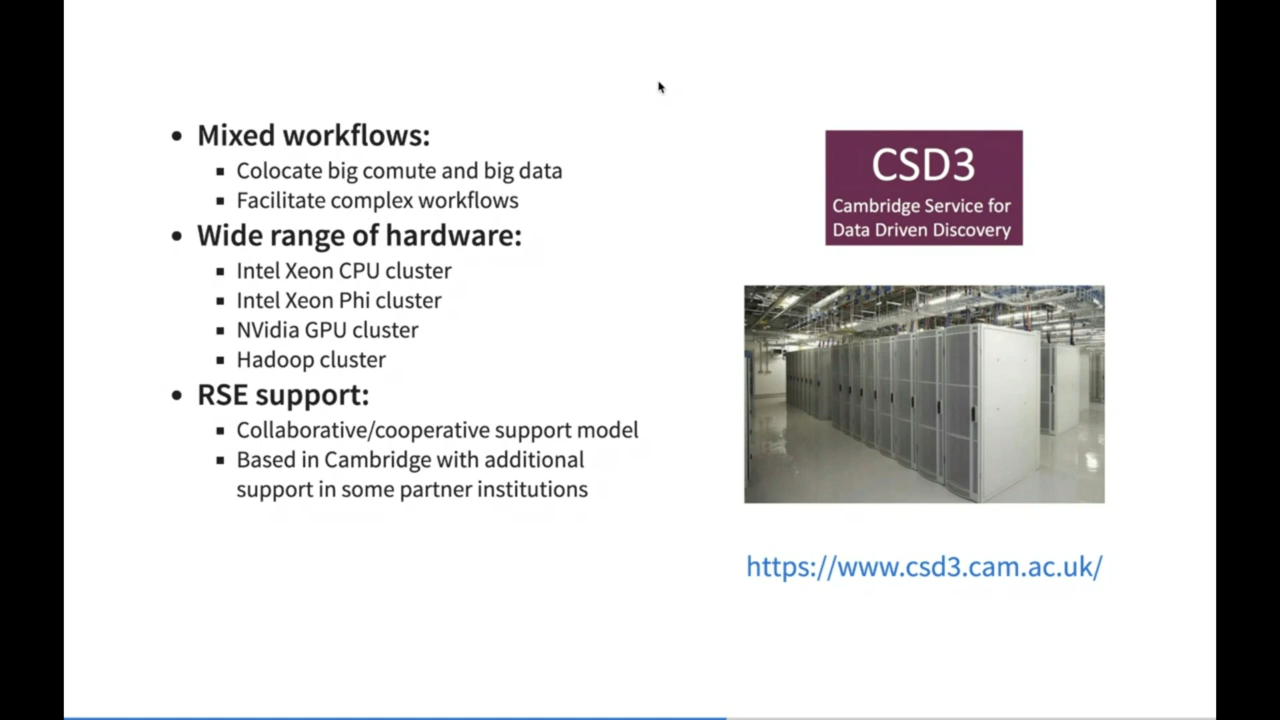 • Mixed workflows:
▪ Colocate big comute and big data
▪ Facilitate complex workflows
• Wide range of hardware:
▪ Intel Xeon CPU cluster
▪ Intel Xeon Phi cluster
▪ NVidia GPU cluster
▪ Hadoop cluster
• RSE support:
▪ Collaborative/cooperative support model
▪ Based in Cambridge with additional
support in some partner institutions
CSD3
Cambridge Service for
Data Driven Discovery
https://www.csd3.cam.ac.uk/